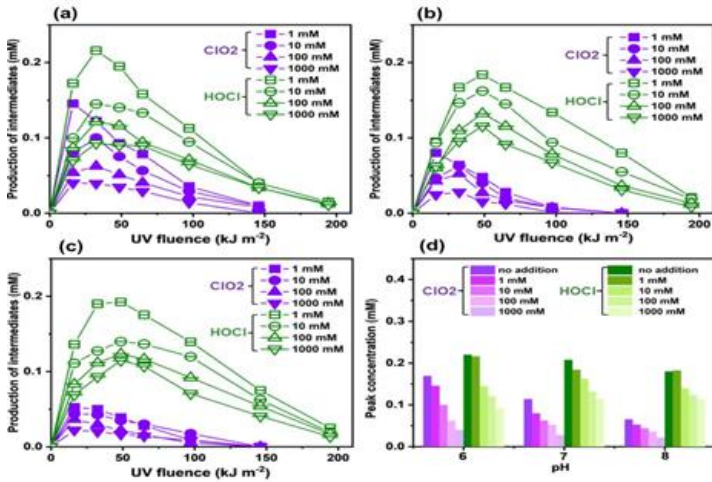 (a)
Production of intermediates (mM)
0.2
0.1
0.0
0
50
100
150
200
UV fluence (kJ m⁻²)
ClO2
1 mM
10 mM
100 mM
1000 mM
HOCl
1 mM
10 mM
100 mM
1000 mM
(b)
Production of intermediates (mM)
0.2
0.1
0.0
0
50
100
150
200
UV fluence (kJ m⁻²)
ClO2
1 mM
10 mM
100 mM
1000 mM
HOCl
1 mM
10 mM
100 mM
1000 mM
(c)
Production of intermediates (mM)
0.2
0.1
0.0
0
50
100
150
200
UV fluence (kJ m⁻²)
ClO2
1 mM
10 mM
100 mM
1000 mM
HOCl
1 mM
10 mM
100 mM
1000 mM
(d)
Peak concentration (mM)
0.4
0.3
0.2
0.1
0.0
6
7
8
pH
ClO2
no addition
1 mM
10 mM
100 mM
1000 mM
HOCl
no addition
1 mM
10 mM
100 mM
1000 mM